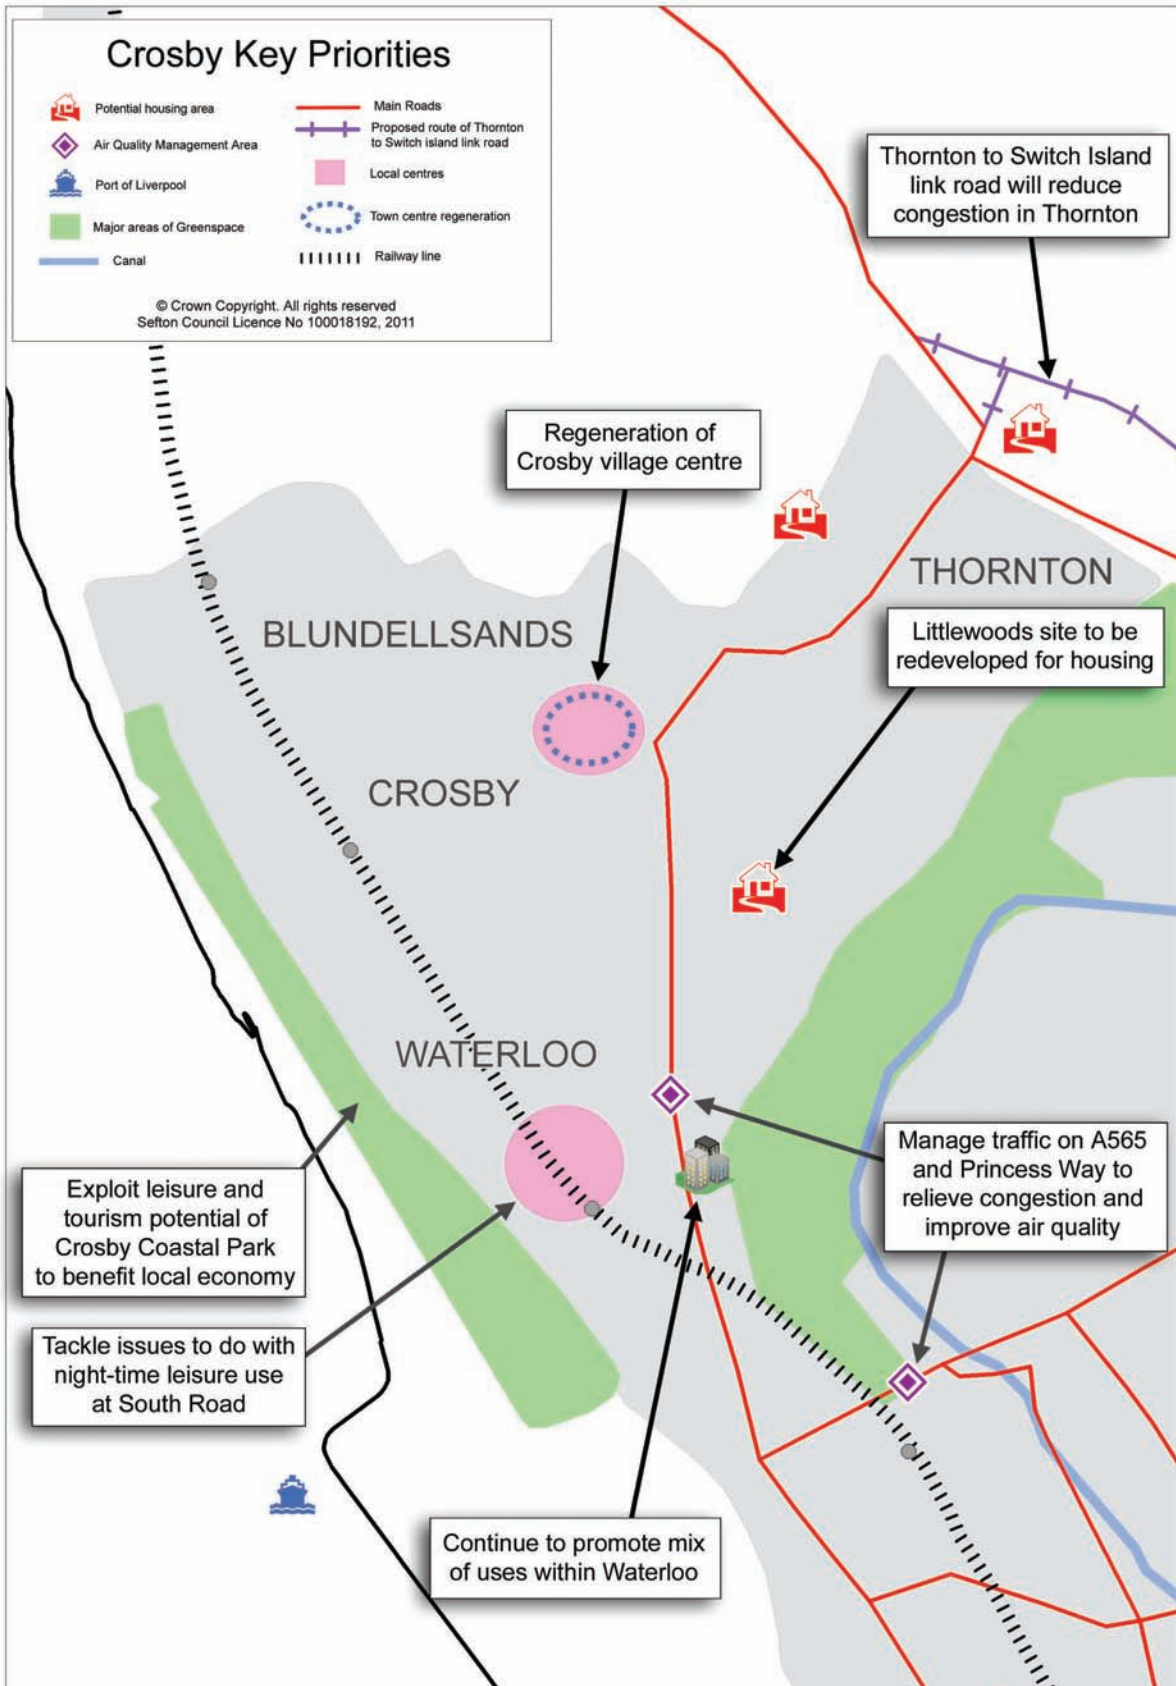 Crosby Key Priorities
Potential housing area
Air Quality Management Area
Port of Liverpool
Major areas of Greenspace
Canal
Main Roads
Proposed route of Thornton
to Switch island link road
Local centres
Town centre regeneration
Railway line
© Crown Copyright. All rights reserved
Sefton Council Licence No 100018192, 2011
Thornton to Switch Island
link road will reduce
congestion in Thornton
Regeneration of
Crosby village centre
THORNTON
BLUNDELLSANDS
Littlewoods site to be
redeveloped for housing
CROSBY
WATERLOO
Manage traffic on A565
and Princess Way to
relieve congestion and
improve air quality
Exploit leisure and
tourism potential of
Crosby Coastal Park
to benefit local economy
Tackle issues to do with
night-time leisure use
at South Road
Continue to promote mix
of uses within Waterloo